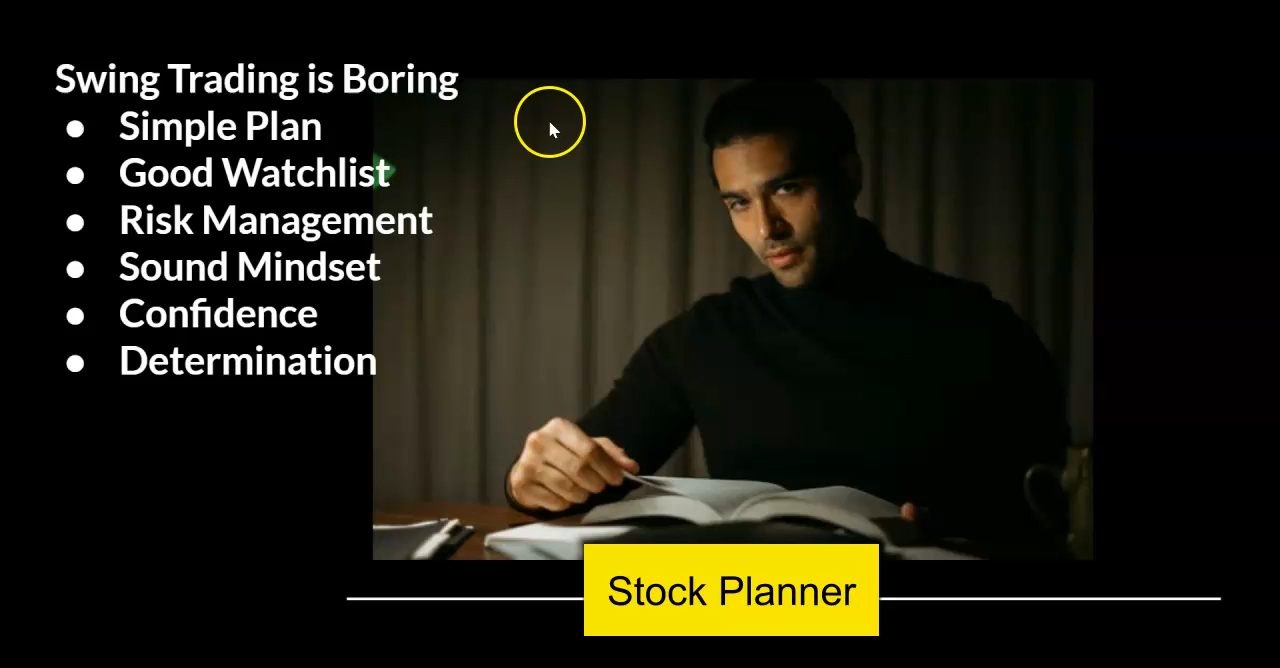 Swing Trading is Boring
● Simple Plan
● Good Watchlist
● Risk Management
● Sound Mindset
● Confidence
● Determination
Stock Planner